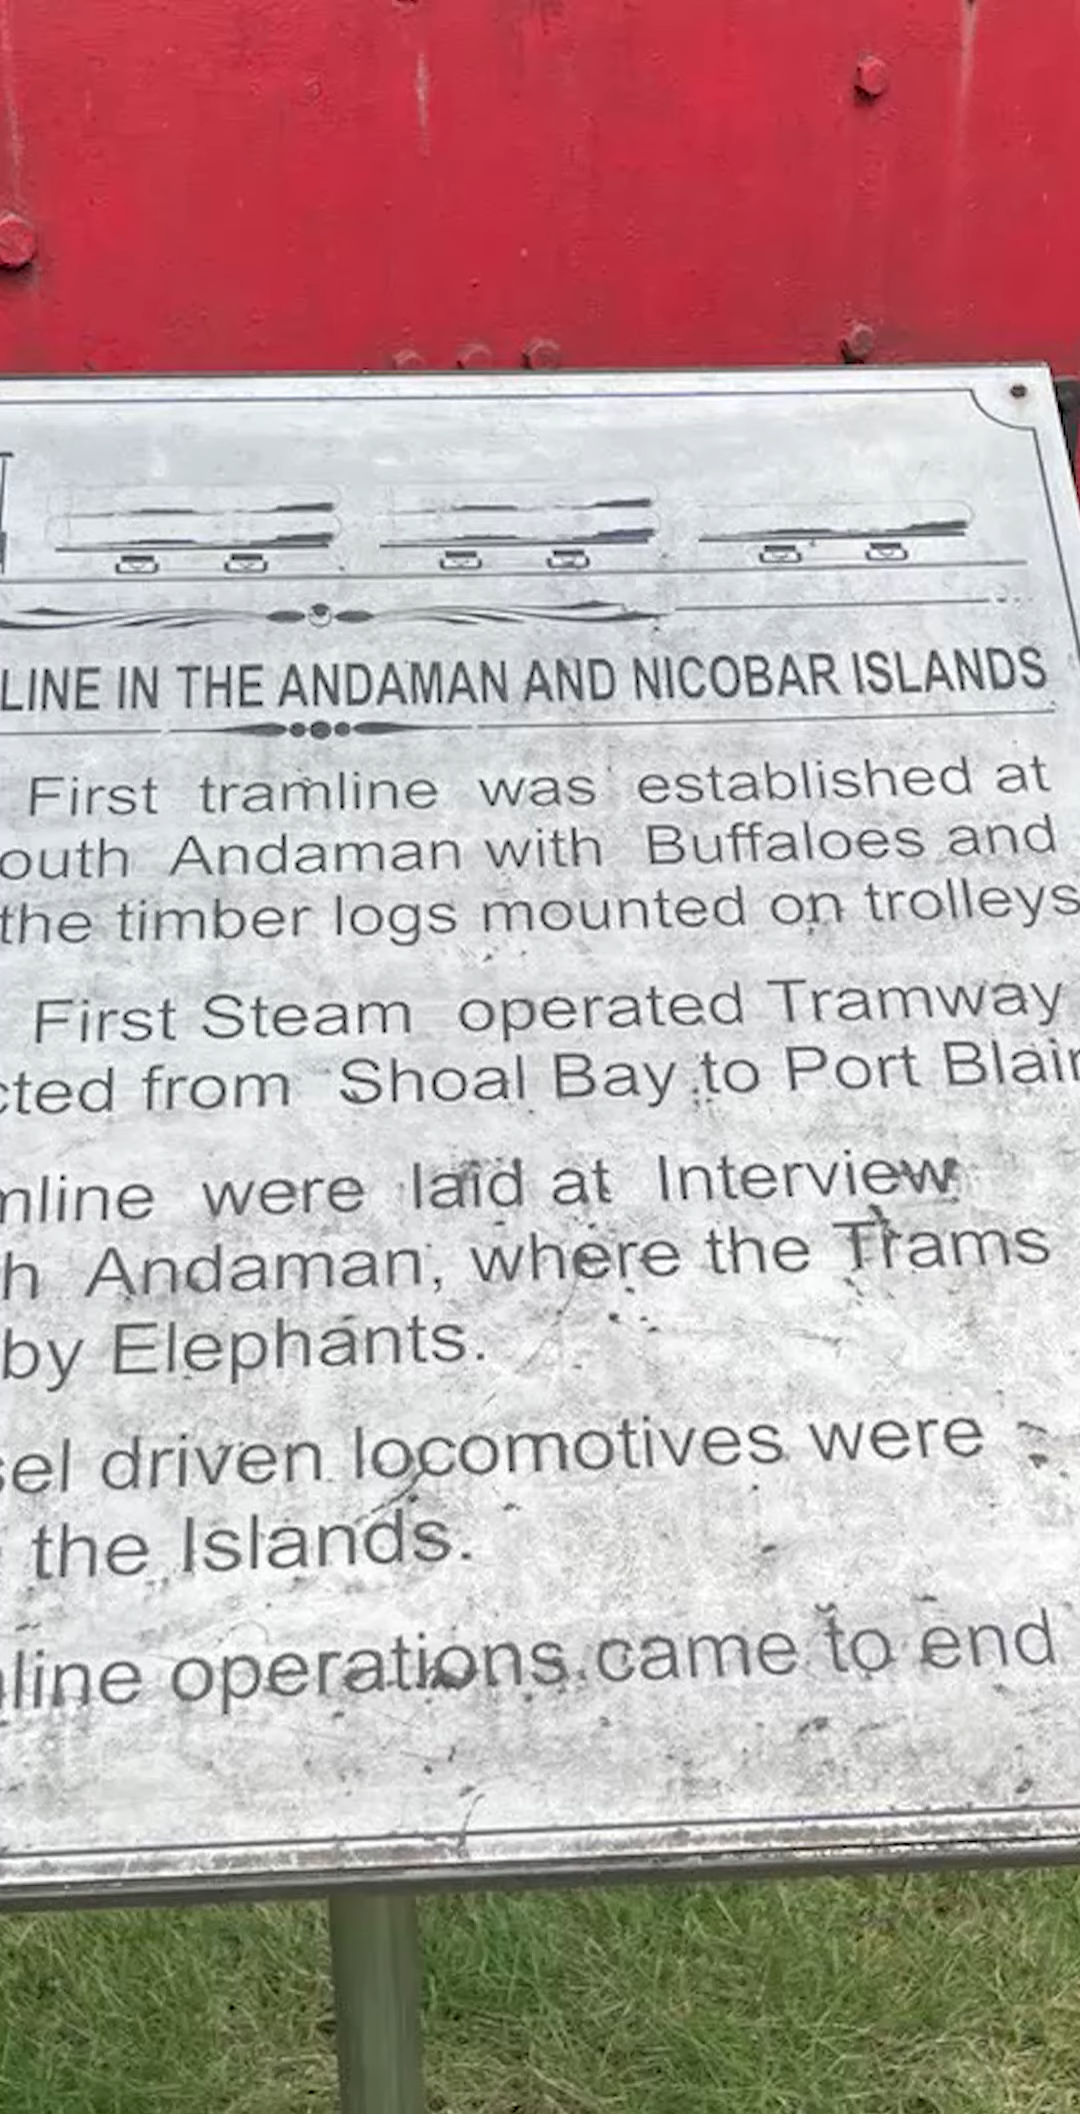 LINE IN THE ANDAMAN AND NICOBAR ISLANDS
First tramline was established at
outh Andaman with Buffaloes and
the timber logs mounted on trolleys
First Steam operated Tramway
cted from Shoal Bay to Port Blair
mline were laid at Interview
h Andaman, where the Trams
by Elephants.
sel driven locomotives were
the Islands.
line operations came to end